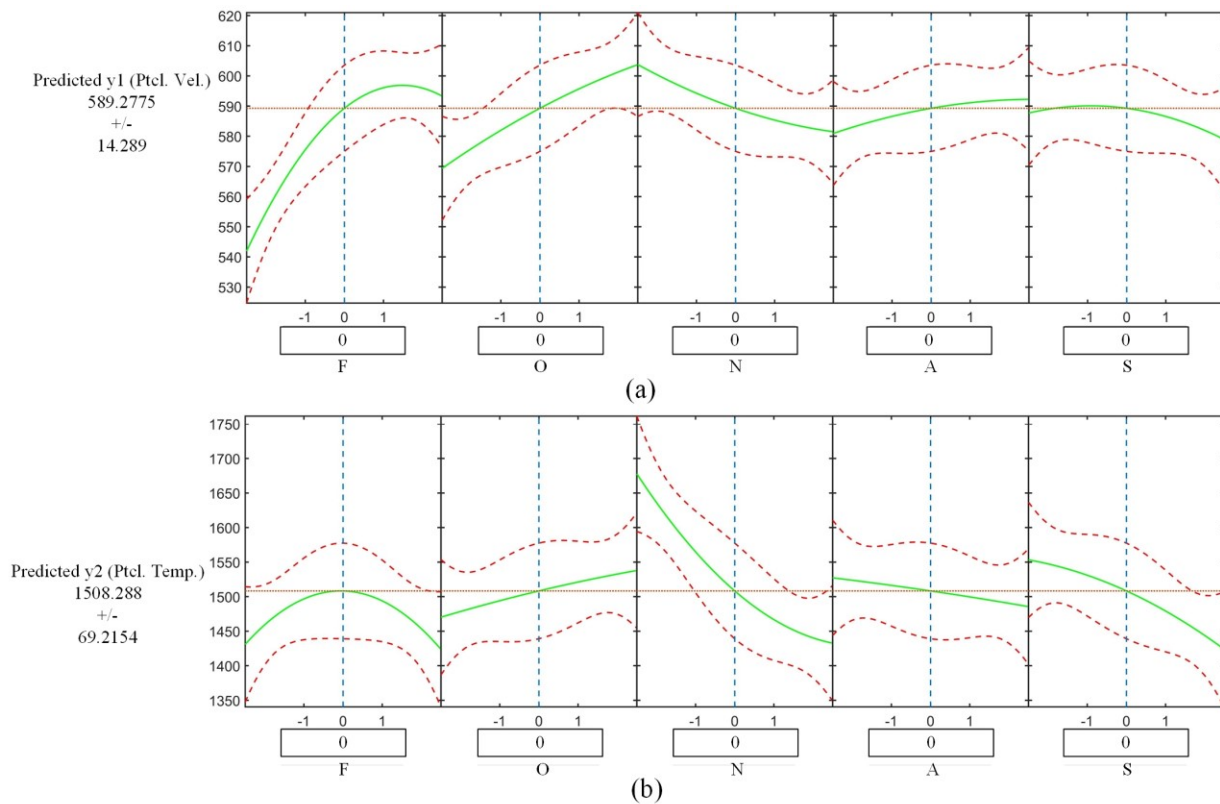 620
610
600
590
580
570
560
550
540
530
Predicted y1 (Ptcl. Vel.)
589.2775
+/-
14.289
-1 0 1 -1 0 1 -1 0 1 -1 0 1 -1 0 1
0 0 0 0 0
F O N A S
(a)
1750
1700
1650
1600
1550
1500
1450
1400
1350
Predicted y2 (Ptcl. Temp.)
1508.288
+/-
69.2154
-1 0 1 -1 0 1 -1 0 1 -1 0 1 -1 0 1
0 0 0 0 0
F O N A S
(b)